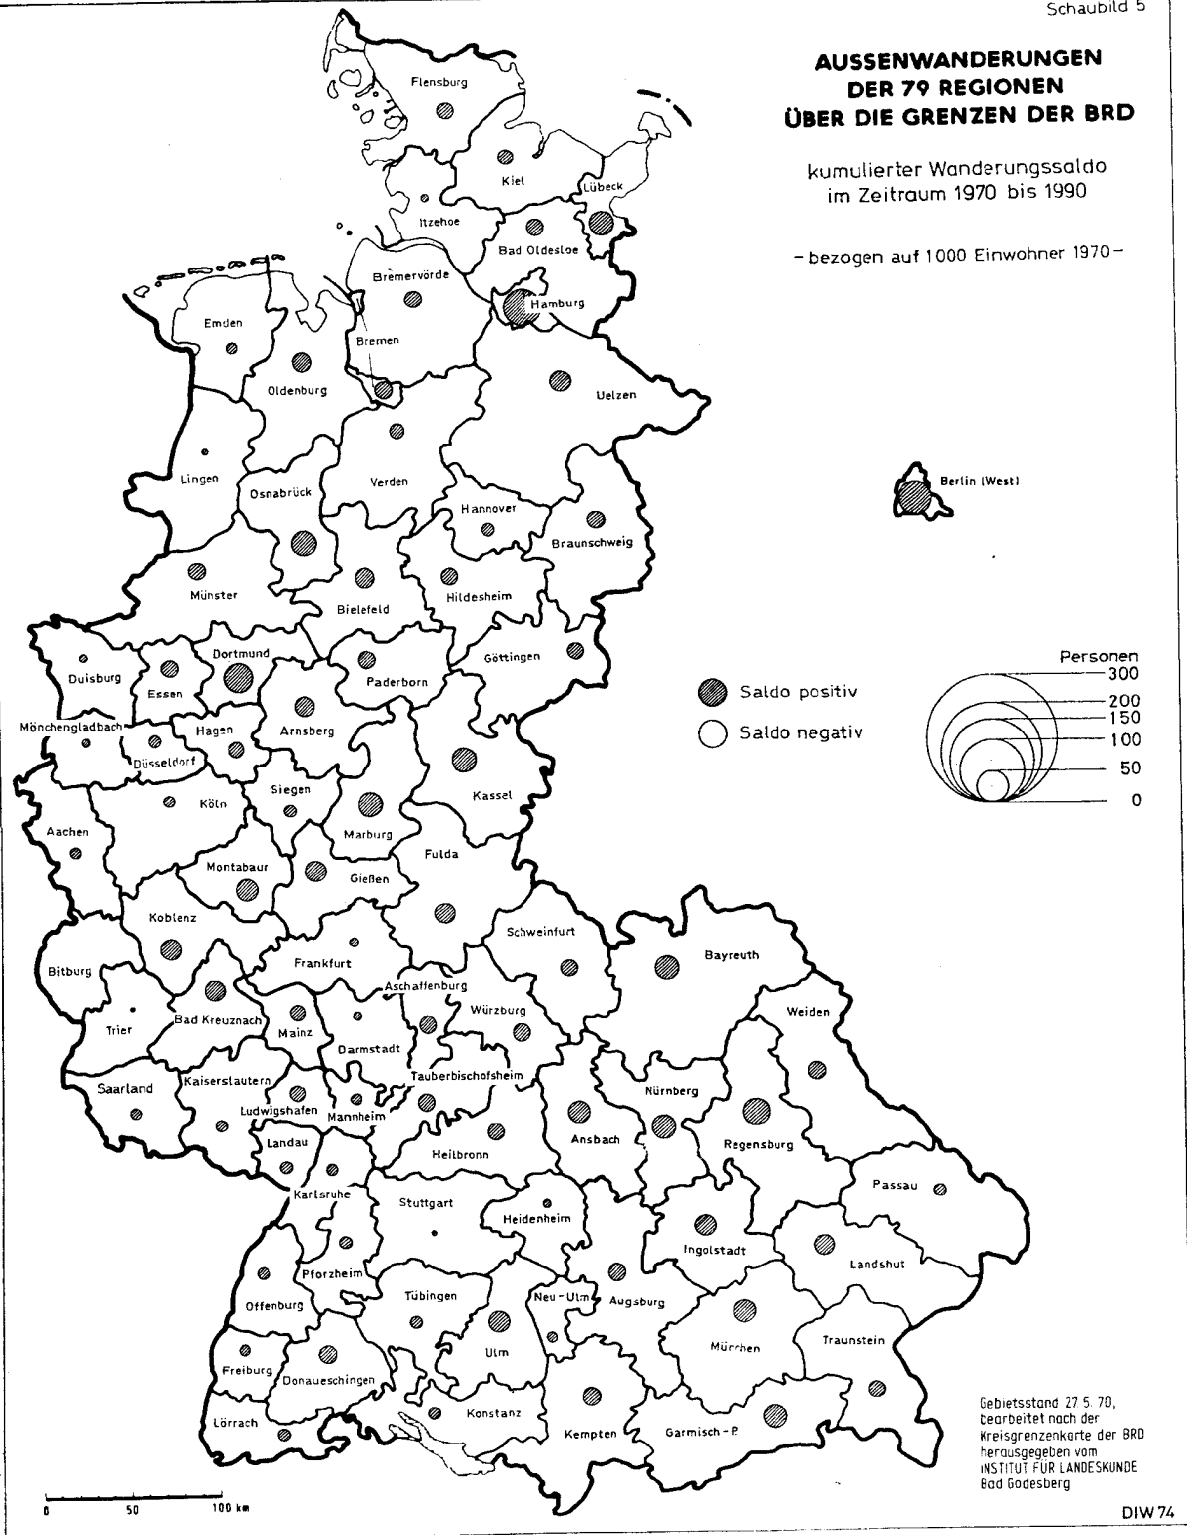 Schaubild 5
AUSSENWANDERUNGEN
DER 79 REGIONEN
ÜBER DIE GRENZEN DER BRD
kumulierter Wanderungssaldo
im Zeitraum 1970 bis 1990
- bezogen auf 1000 Einwohner 1970 -
Flensburg
Kiel
Lübeck
Itzehoe
Bad Oldesloe
Bremervörde
Hamburg
Emden
Bremen
Oldenburg
Uelzen
Lingen
Osnabrück
Verden
Berlin (West)
Hannover
Braunschweig
Münster
Bielefeld
Hildesheim
Dortmund
Göttingen
Duisburg
Essen
Paderborn
Personen
300
200
150
100
50
0
Saldo positiv
Saldo negativ
Mönchengladbach
Hagen
Arnsberg
Düsseldorf
Siegen
Kassel
Köln
Aachen
Marburg
Fulda
Montabaur
Gießen
Koblenz
Schweinfurt
Bayreuth
Frankfurt
Bitburg
Aschaffenburg
Würzburg
Weiden
Trier
Bad Kreuznach
Mainz
Darmstadt
Tauberbischofsheim
Saarland
Kaiserslautern
Nürnberg
Ludwigshafen
Mannheim
Landau
Ansbach
Regensburg
Heilbronn
Passau
Karlsruhe
Stuttgart
Heidenheim
Ingolstadt
Landshut
Pforzheim
Offenburg
Tübingen
Neu-Ulm
Augsburg
Ulm
München
Traunstein
Freiburg
Donaueschingen
Lörrach
Konstanz
Kempten
Garmisch-P.
Gebietsstand 27. 5. 70,
bearbeitet nach der
Kreisgrenzenkarte der BRD
herausgegeben vom
INSTITUT FÜR LANDESKUNDE
Bad Godesberg
0 50 100 km
DIW 74